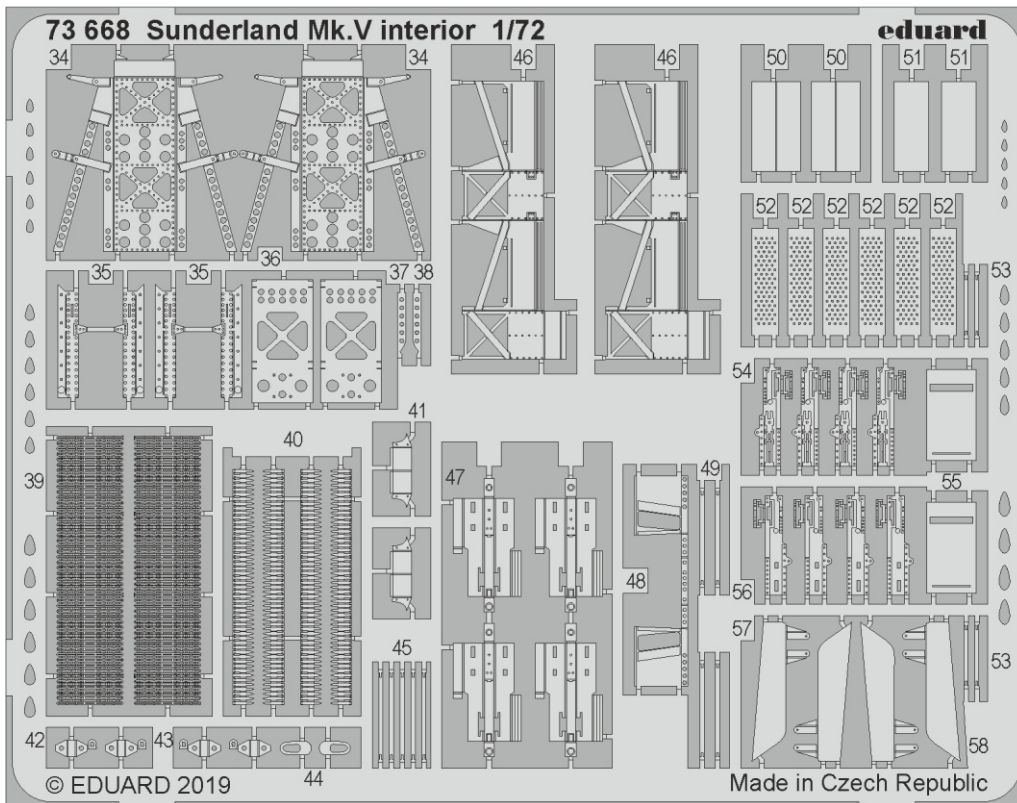 73 668 Sunderland Mk.V interior 1/72 eduard
34 34 46 46 50 50 51 51
52 52 52 52 52 52
35 35 36 37 38 53
54
41
40
39 47 49 55
48 56
57
45 53
42 43 44 58
© EDUARD 2019 Made in Czech Republic